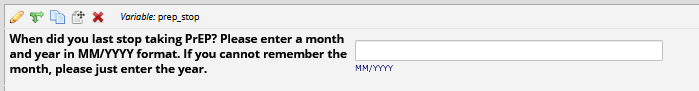 Variable: prep_stop
When did you last stop taking PrEP? Please enter a month
and year in MM/YYYY format. If you cannot remember the
month, please just enter the year.
MM/YYYY